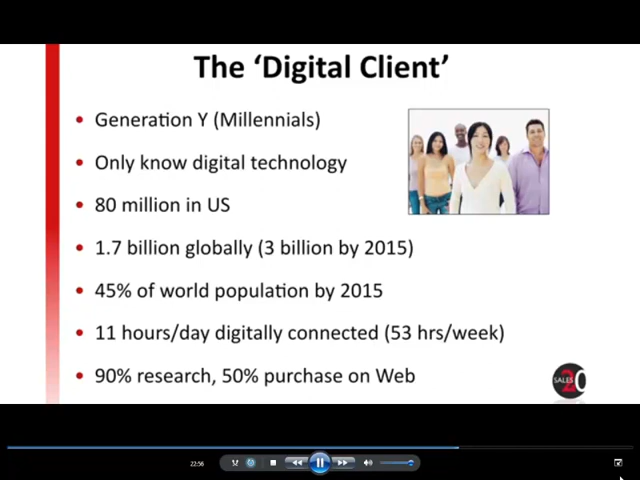 The ‘Digital Client’
• Generation Y (Millennials)
• Only know digital technology
• 80 million in US
• 1.7 billion globally (3 billion by 2015)
• 45% of world population by 2015
• 11 hours/day digitally connected (53 hrs/week)
• 90% research, 50% purchase on Web
SALES 2.0
22:56